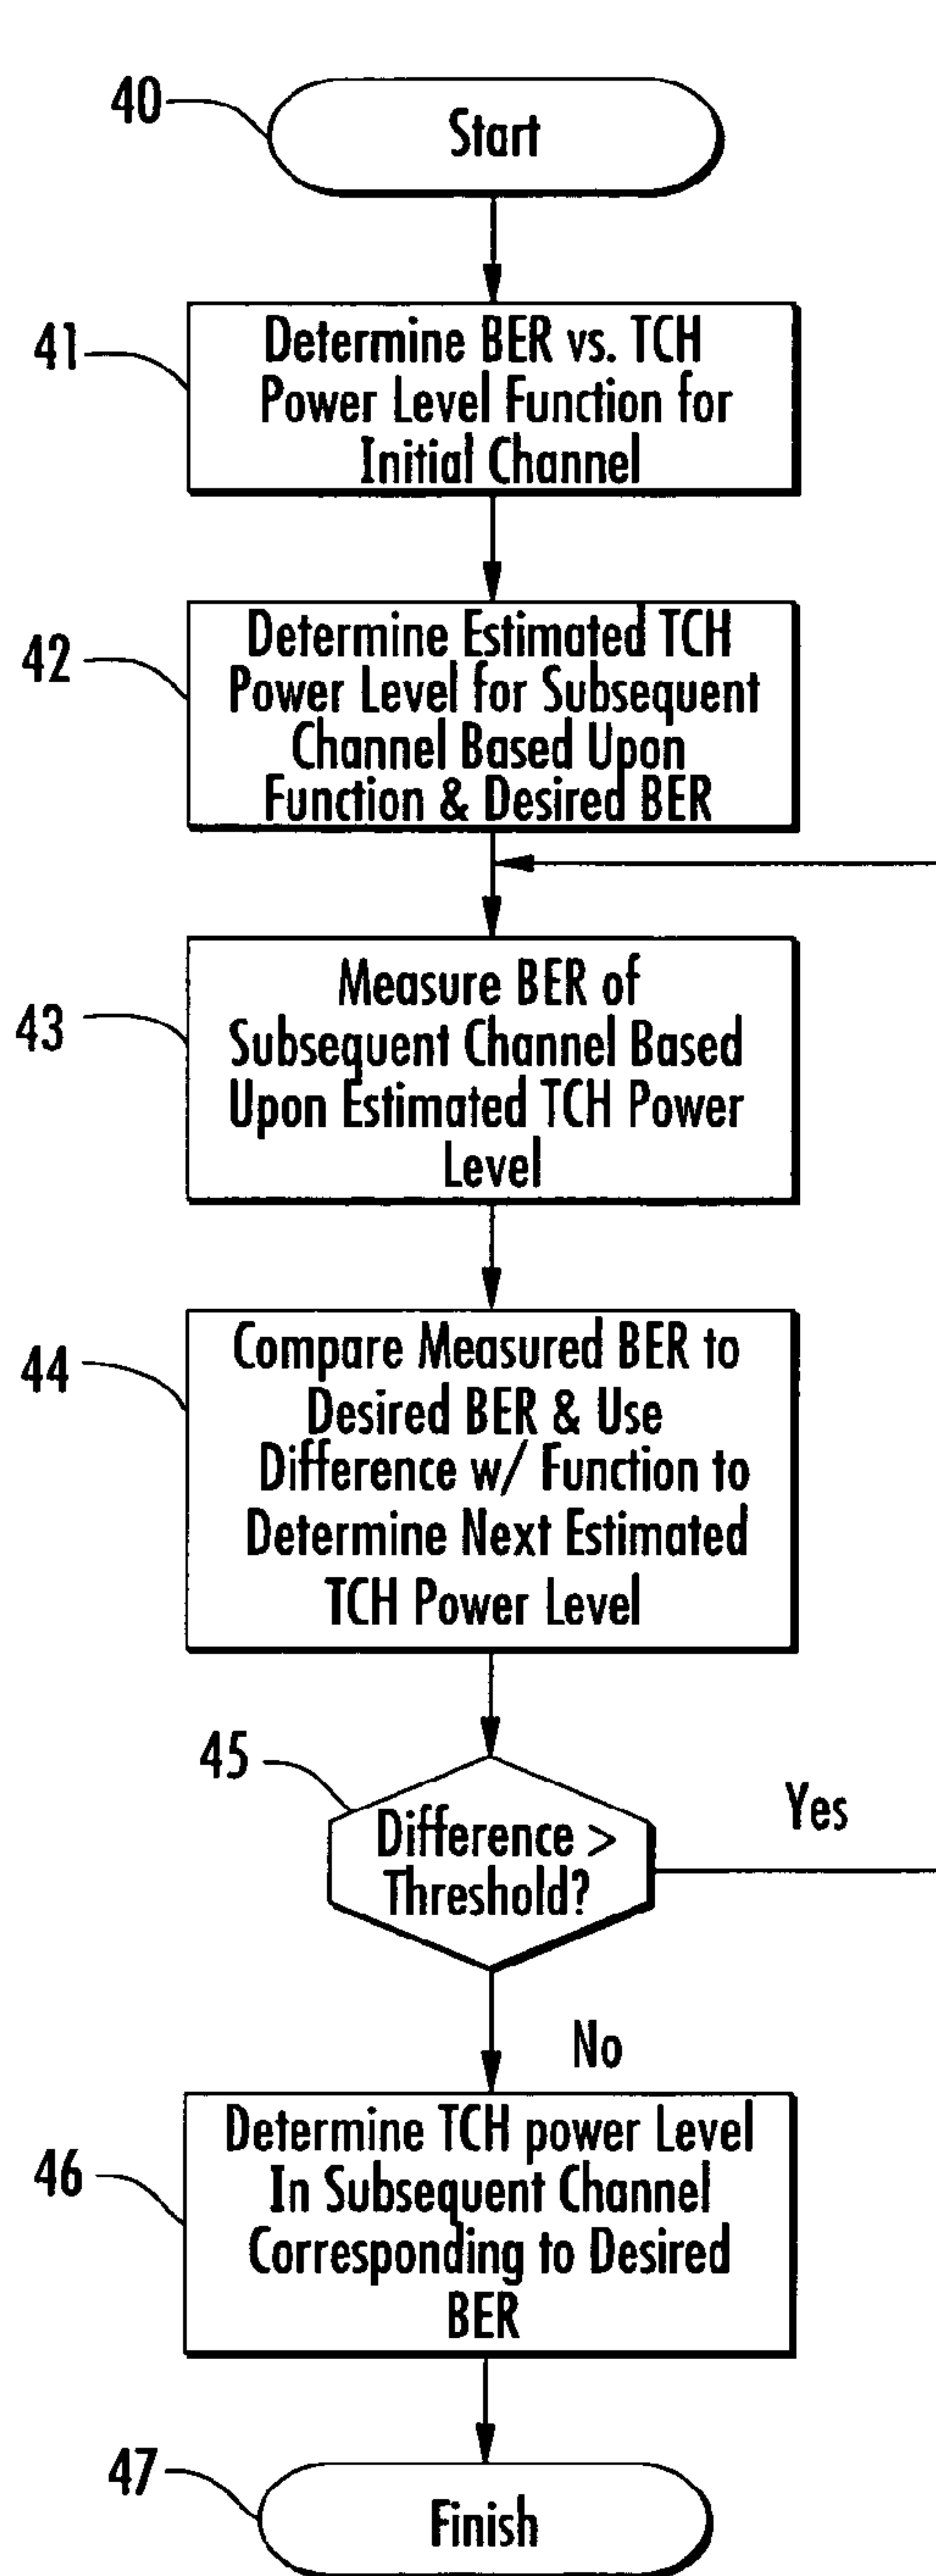 40
Start
41
Determine BER vs. TCH
Power Level Function for
Initial Channel
42
Determine Estimated TCH
Power Level for Subsequent
Channel Based Upon
Function & Desired BER
43
Measure BER of
Subsequent Channel Based
Upon Estimated TCH Power
Level
44
Compare Measured BER to
Desired BER & Use
Difference w/ Function to
Determine Next Estimated
TCH Power Level
45
Difference >
Threshold?
Yes
No
46
Determine TCH power Level
In Subsequent Channel
Corresponding to Desired
BER
47
Finish